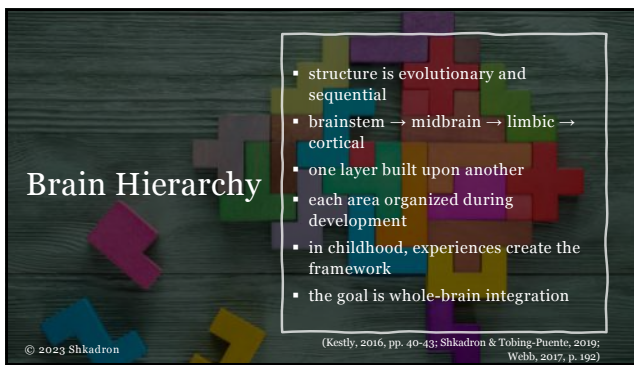 Brain Hierarchy
▪ structure is evolutionary and
sequential
▪ brainstem → midbrain → limbic →
cortical
▪ one layer built upon another
▪ each area organized during
development
▪ in childhood, experiences create the
framework
▪ the goal is whole-brain integration
(Kestly, 2016, pp. 40-43; Shkadron & Tobing-Puente, 2019;
Webb, 2017, p. 192)
© 2023 Shkadron